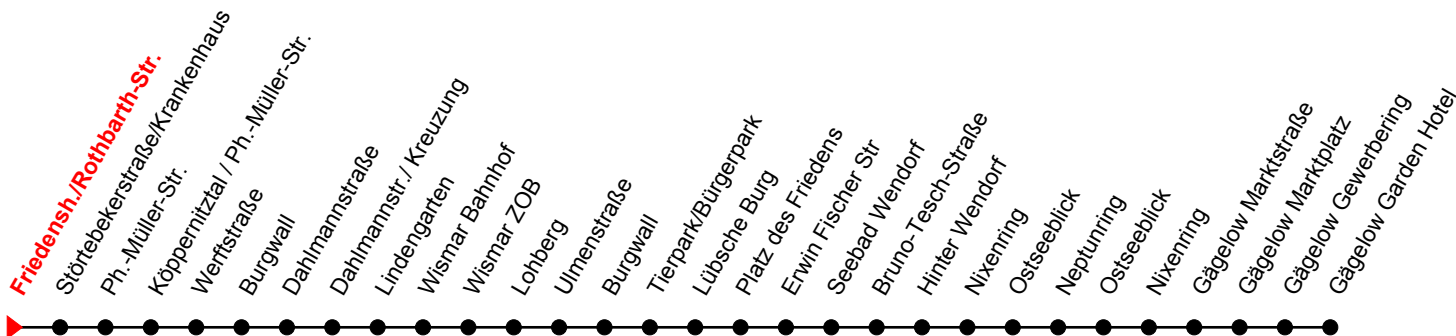 Friedensh./Rothbarth-Str.
Störtebekerstraße/Krankenhaus
Ph.-Müller-Str.
Köppernitztal / Ph.-Müller-Str.
Werftstraße
Burgwall
Dahlmannstraße
Dahlmannstr./ Kreuzung
Lindengarten
Wismar Bahnhof
Wismar ZOB
Lohberg
Ulmenstraße
Burgwall
Tierpark/Bürgerpark
Lübsche Burg
Platz des Friedens
Erwin Fischer Str
Seebad Wendorf
Bruno-Tesch-Straße
Hinter Wendorf
Nixenring
Ostseeblick
Neptunring
Ostseeblick
Nixenring
Gägelow Marktstraße
Gägelow Marktplatz
Gägelow Gewerbering
Gägelow Garden Hotel